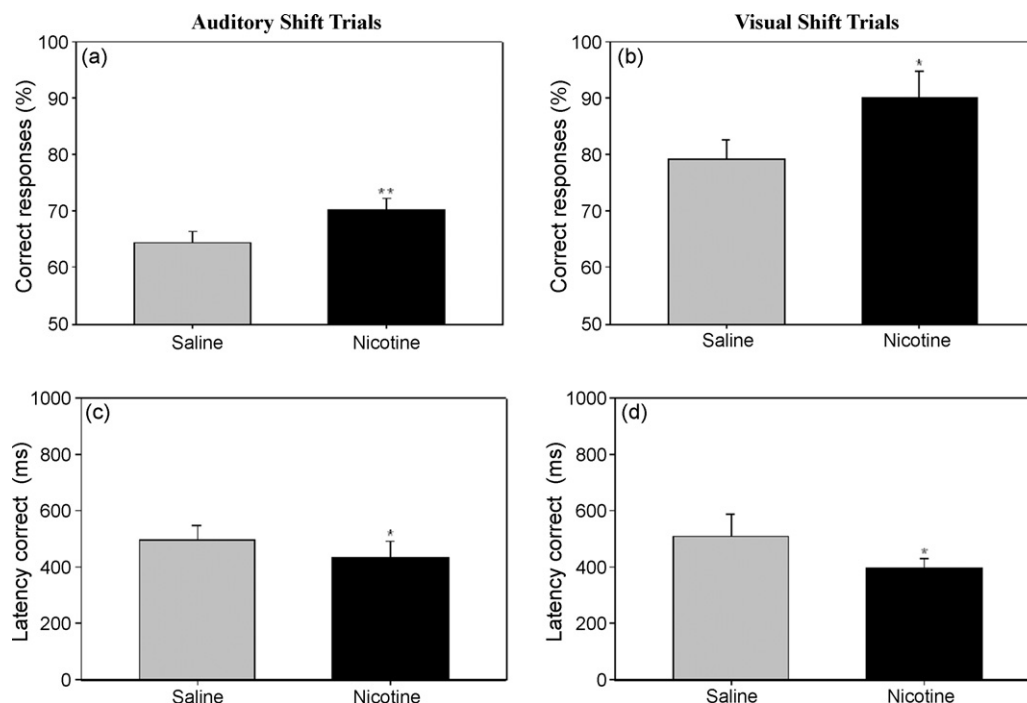 Auditory Shift Trials
Visual Shift Trials
(a)
Correct responses (%)
100
90
80
70
60
50
**
Saline
Nicotine
(b)
Correct responses (%)
100
90
80
70
60
50
*
Saline
Nicotine
(c)
Latency correct (ms)
1000
800
600
400
200
0
*
Saline
Nicotine
(d)
Latency correct (ms)
1000
800
600
400
200
0
*
Saline
Nicotine